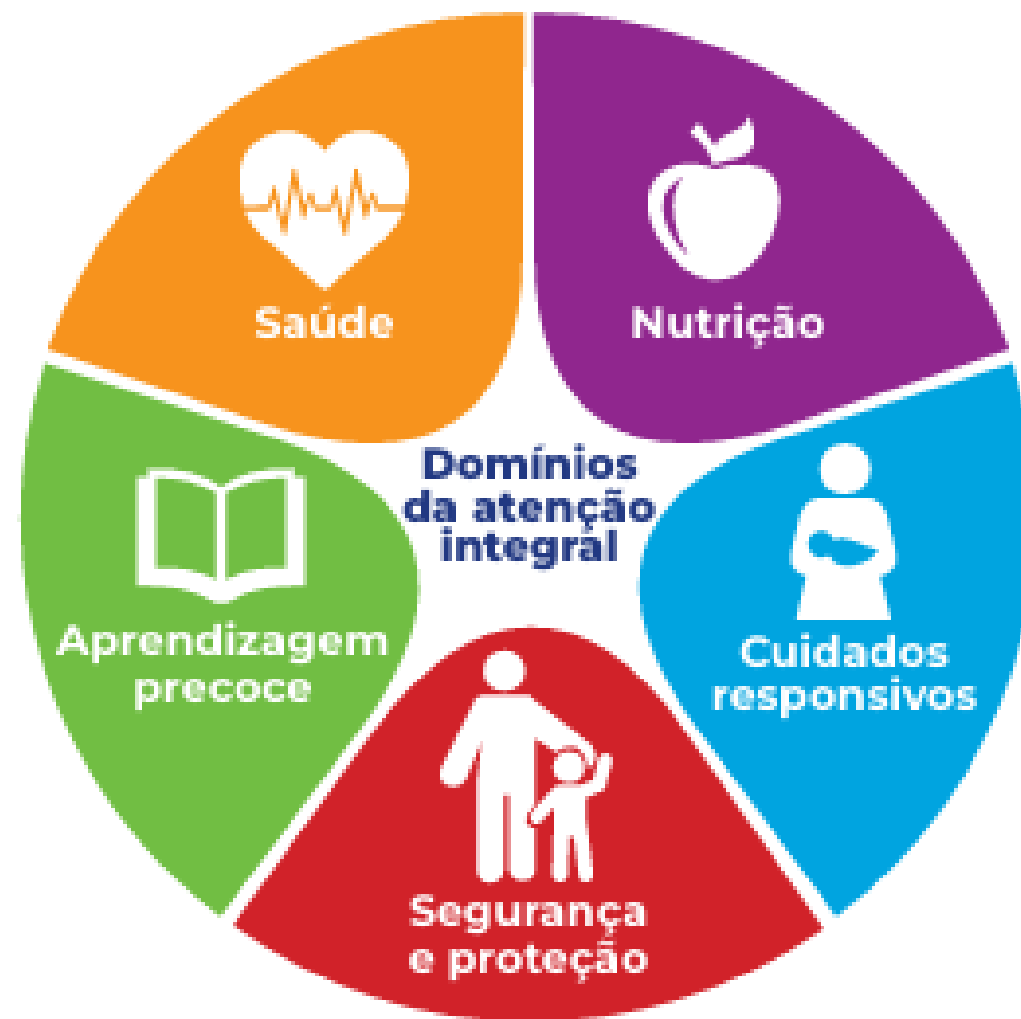 Saúde
Nutrição
Domínios
da atenção
integral
Aprendizagem
precoce
Cuidados
responsivos
Segurança
e proteção